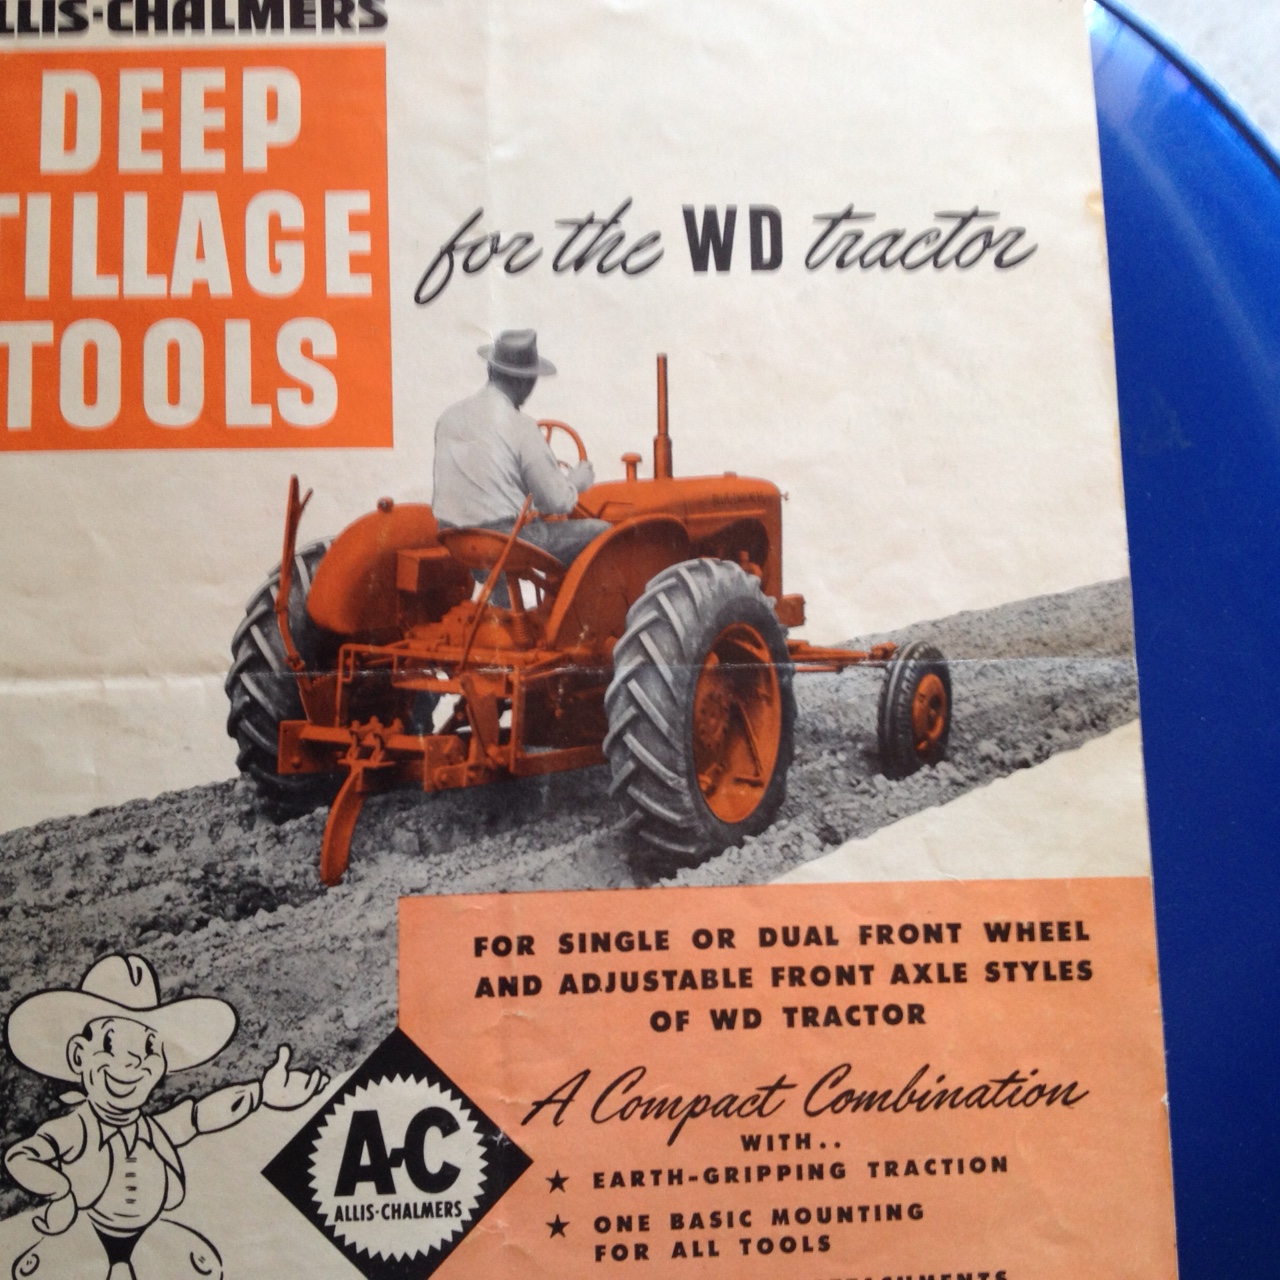 LLIS-CHALMERS
DEEP
TILLAGE
TOOLS
for the WD tractor
FOR SINGLE OR DUAL FRONT WHEEL
AND ADJUSTABLE FRONT AXLE STYLES
OF WD TRACTOR
A Compact Combination
WITH..
★ EARTH-GRIPPING TRACTION
★ ONE BASIC MOUNTING
FOR ALL TOOLS
A-C
ALLIS-CHALMERS